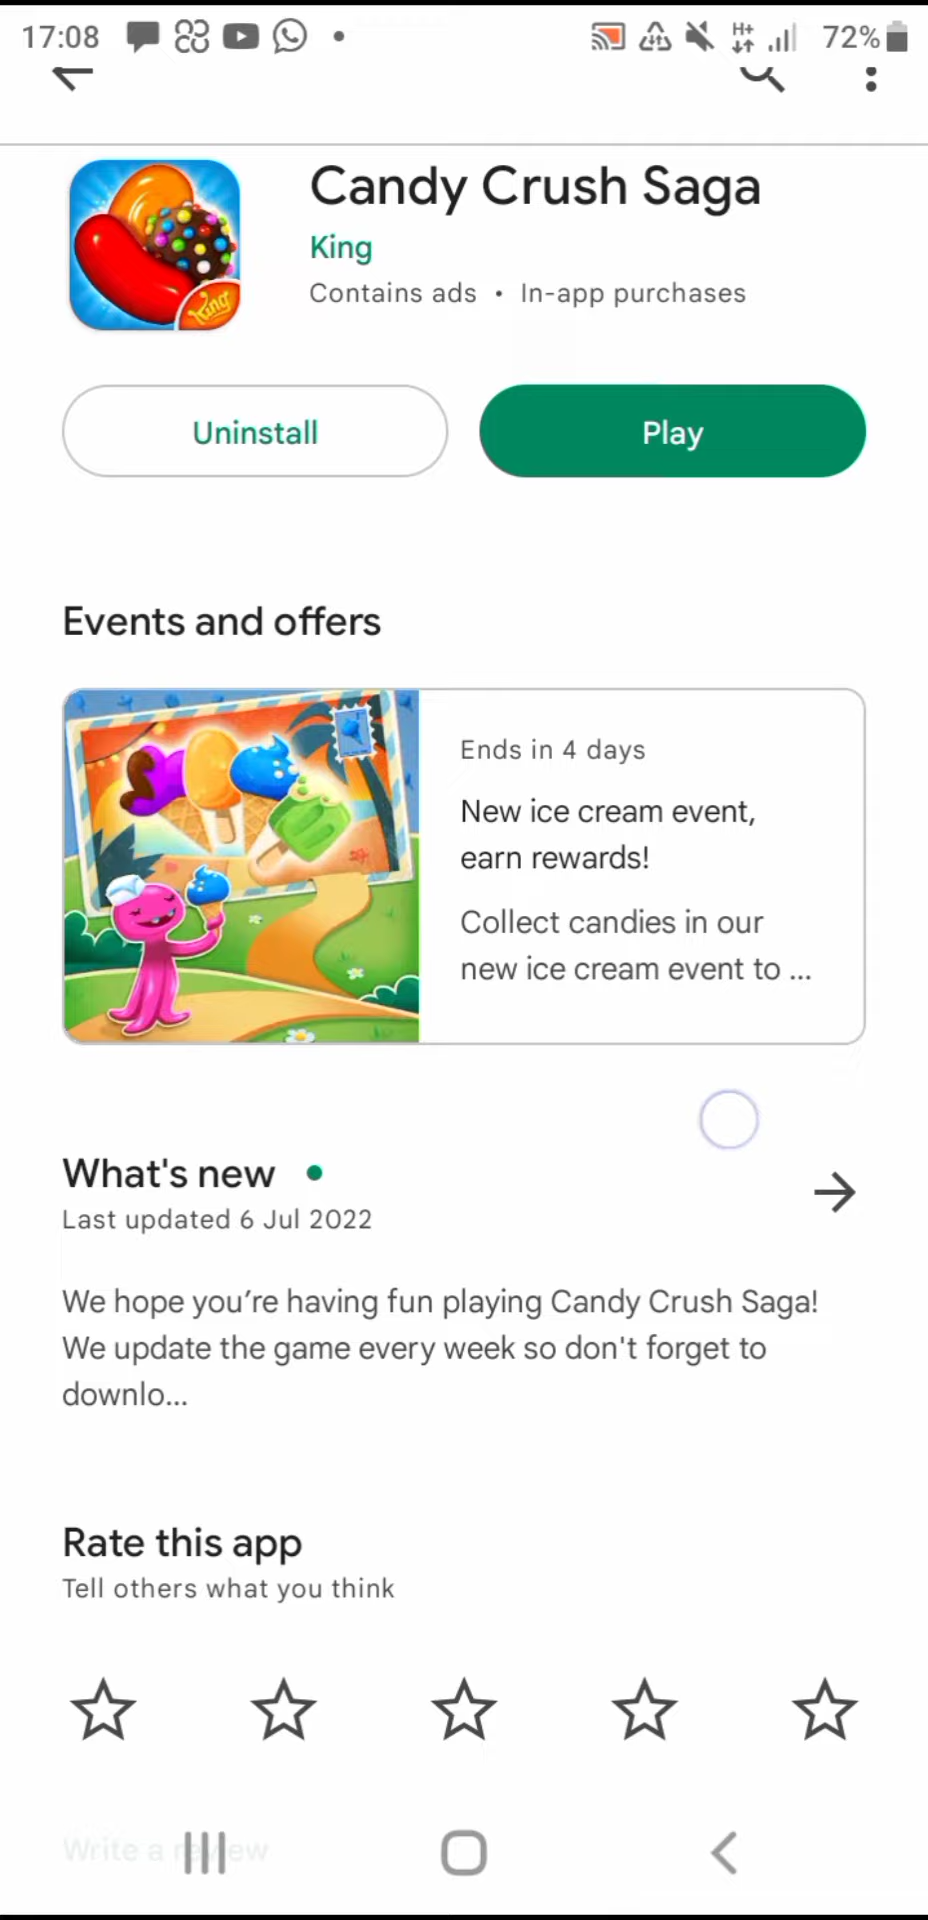 17:08
H+
72%
Candy Crush Saga
King
Contains ads • In-app purchases
King
Uninstall
Play
Events and offers
Ends in 4 days
New ice cream event,
earn rewards!
Collect candies in our
new ice cream event to ...
What's new
Last updated 6 Jul 2022
We hope you’re having fun playing Candy Crush Saga!
We update the game every week so don't forget to
downlo...
Rate this app
Tell others what you think
Write a review